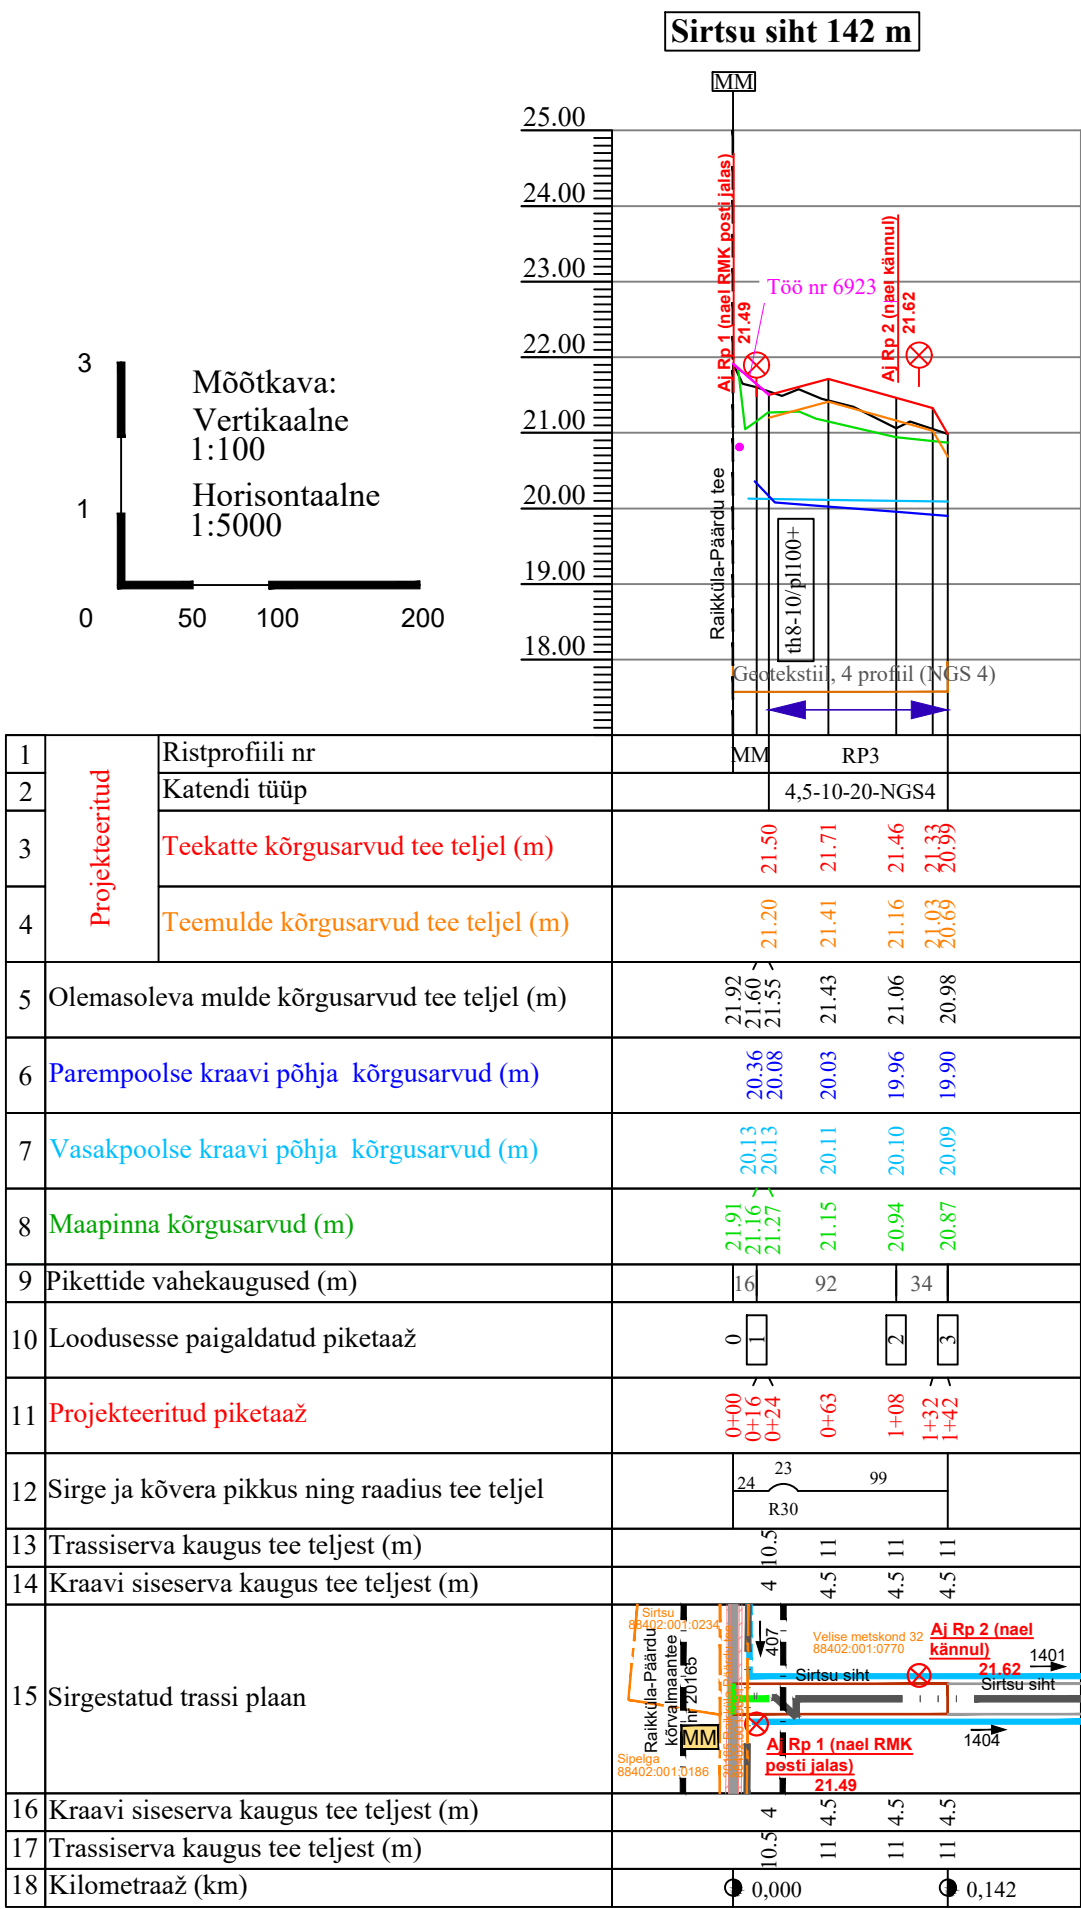 Sirtsu siht 142 m
MM
25.00
24.00
23.00
22.00
21.00
20.00
19.00
18.00
Aj Rp 1 (nael RMK posti jalas)
21.49
Töö nr 6923
Aj Rp 2 (nael kännul)
21.62
3
1
0
50
100
200
Mõõtkava:
Vertikaalne
1:100
Horisontaalne
1:5000
Raikküla-Päärdu tee
th8-10/pl100+
Geotekstiil, 4 profiil (NGS 4)
Projekteeritud
1 Ristprofiili nr MM RP3
2 Katendi tüüp 4,5-10-20-NGS4
3 Teekatte kõrgusarvud tee teljel (m) 21.50 21.71 21.46 21.33 20.99
4 Teemulde kõrgusarvud tee teljel (m) 21.20 21.41 21.16 21.03 20.69
5 Olemasoleva mulde kõrgusarvud tee teljel (m) 21.92 21.60 21.55 21.43 21.06 20.98
6 Parempoolse kraavi põhja kõrgusarvud (m) 20.36 20.08 20.03 19.96 19.90
7 Vasakpoolse kraavi põhja kõrgusarvud (m) 20.13 20.13 20.11 20.10 20.09
8 Maapinna kõrgusarvud (m) 21.91 21.16 21.27 21.15 20.94 20.87
9 Pikettide vahekaugused (m) 16 92 34
10 Loodusesse paigaldatud piketaaž 0 1 2 3
11 Projekteeritud piketaaž 0+00 0+16 0+24 0+63 1+08 1+32 1+42
12 Sirge ja kõvera pikkus ning raadius tee teljel 24 23 R30 99
13 Trassiserva kaugus tee teljest (m) 10.5 11 11 11
14 Kraavi siseserva kaugus tee teljest (m) 4 4.5 4.5 4.5
15 Sirgestatud trassi plaan
Sirtsu
88402:001:0234
Raikküla-Päärdu
kõrvalmaantee
nr 20165
MM
Sipelga
88402:001:0186
407
Velise metskond 32
88402:001:0770
Aj Rp 2 (nael
kännul)
21.62
1401
Sirtsu siht
Sirtsu siht
1404
Aj Rp 1 (nael RMK
posti jalas)
21.49
16 Kraavi siseserva kaugus tee teljest (m) 4 4.5 4.5 4.5
17 Trassiserva kaugus tee teljest (m) 10.5 11 11 11
18 Kilometraaž (km) 0,000 0,142